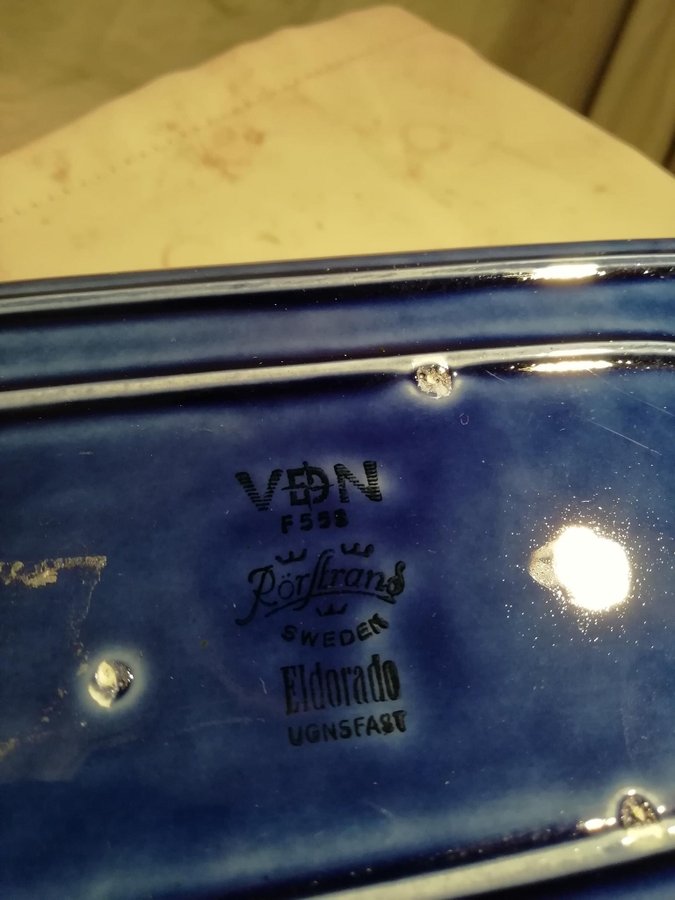 VDN
F558
Rörstrand
SWEDEN
Eldorado
UGNSFAST